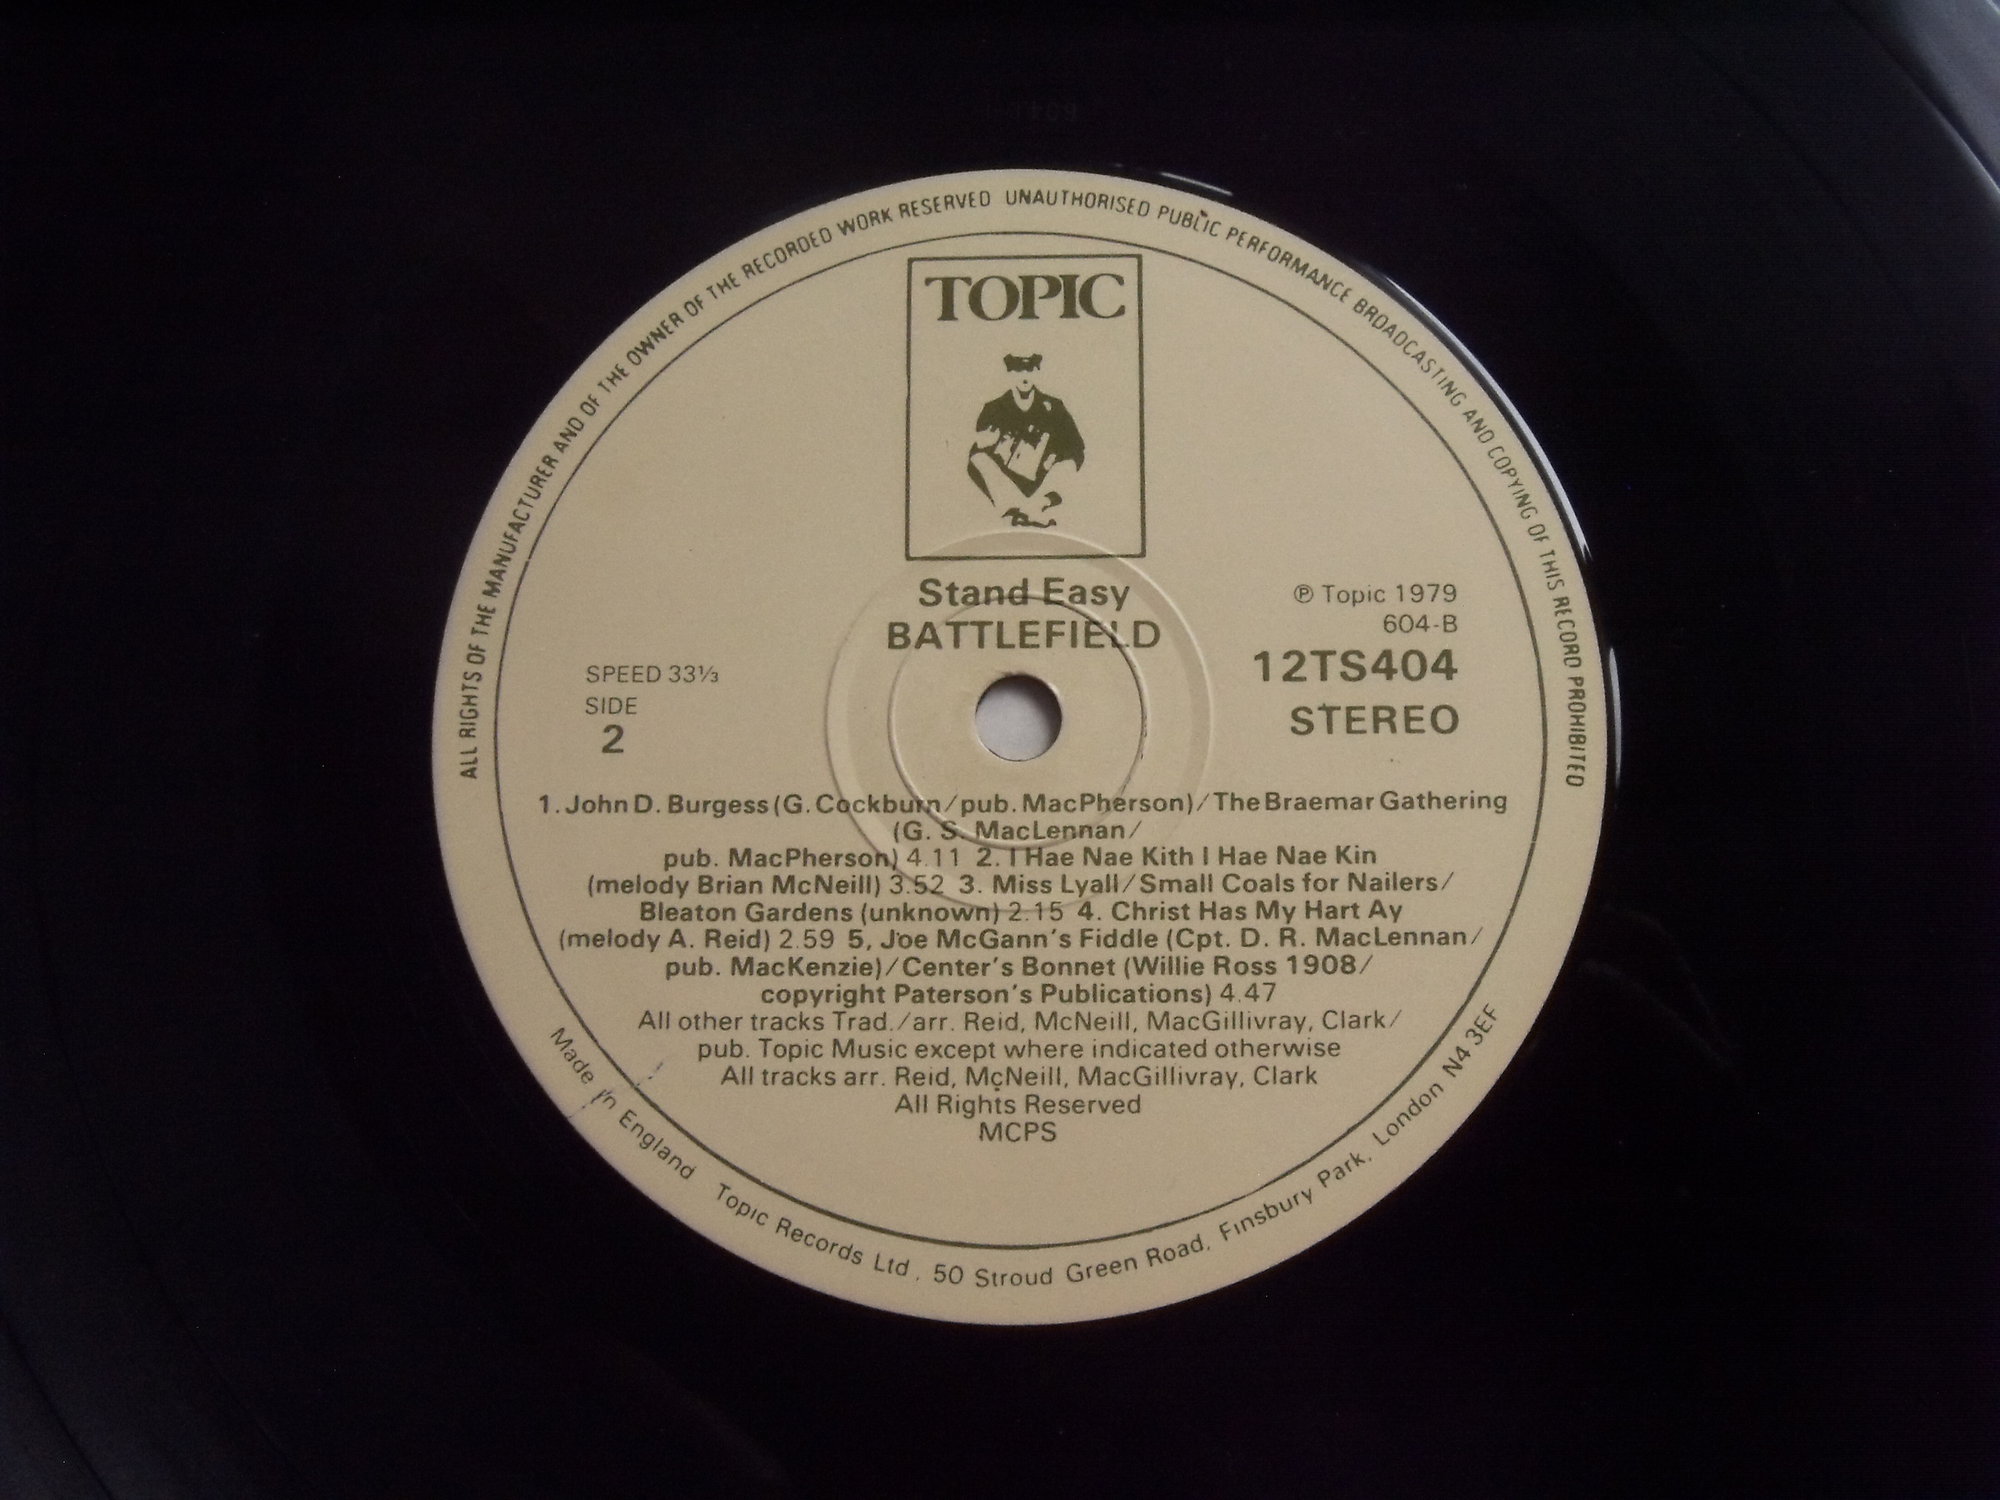 ALL RIGHTS OF THE MANUFACTURER AND OF THE OWNER OF THE RECORDED WORK RESERVED UNAUTHORISED PUBLIC PERFORMANCE BROADCASTING AND COPYING OF THIS RECORD PROHIBITED
TOPIC
Stand Easy
BATTLEFIELD
℗ Topic 1979
604-B
12TS404
STEREO
SPEED 33⅓
SIDE
2
1. John D. Burgess (G. Cockburn/pub. MacPherson)/The Braemar Gathering
(G. S. MacLennan/
pub. MacPherson) 4.11 2. I Hae Nae Kith I Hae Nae Kin
(melody Brian McNeill) 3.52 3. Miss Lyall/Small Coals for Nailers/
Bleaton Gardens (unknown) 2.15 4. Christ Has My Hart Ay
(melody A. Reid) 2.59 5, Joe McGann's Fiddle (Cpt. D. R. MacLennan/
pub. MacKenzie)/Center's Bonnet (Willie Ross 1908/
copyright Paterson's Publications) 4.47
All other tracks Trad./arr. Reid, McNeill, MacGillivray, Clark/
pub. Topic Music except where indicated otherwise
All tracks arr. Reid, McNeill, MacGillivray, Clark
All Rights Reserved
MCPS
Made in England Topic Records Ltd., 50 Stroud Green Road, Finsbury Park, London N4 3EF